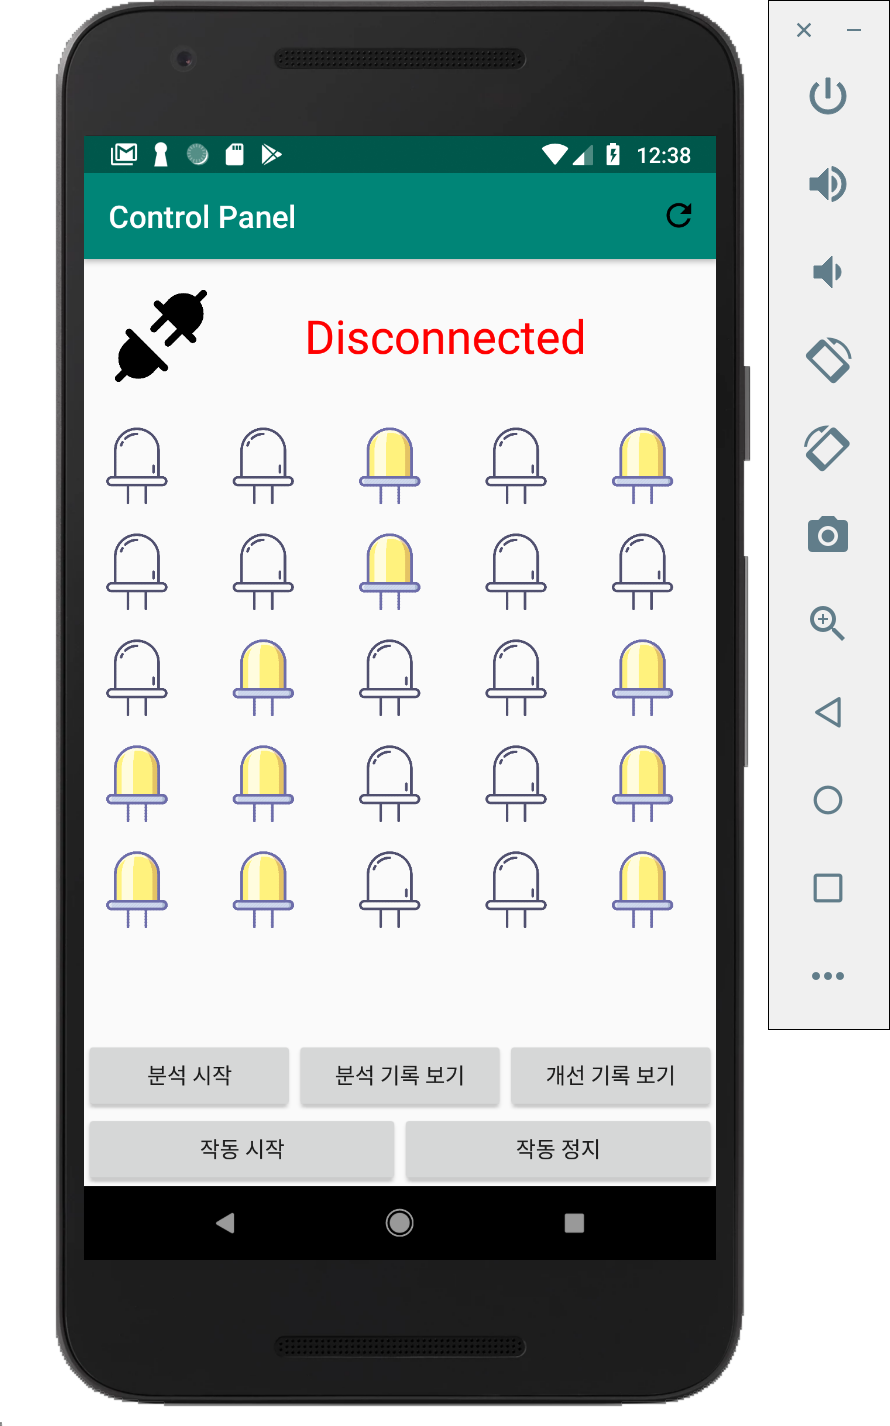 12:38
Control Panel
Disconnected
분석 시작
분석 기록 보기
개선 기록 보기
작동 시작
작동 정지